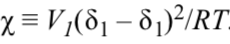 χ ≡ V₁(δ₁ – δ₁)²/RT.